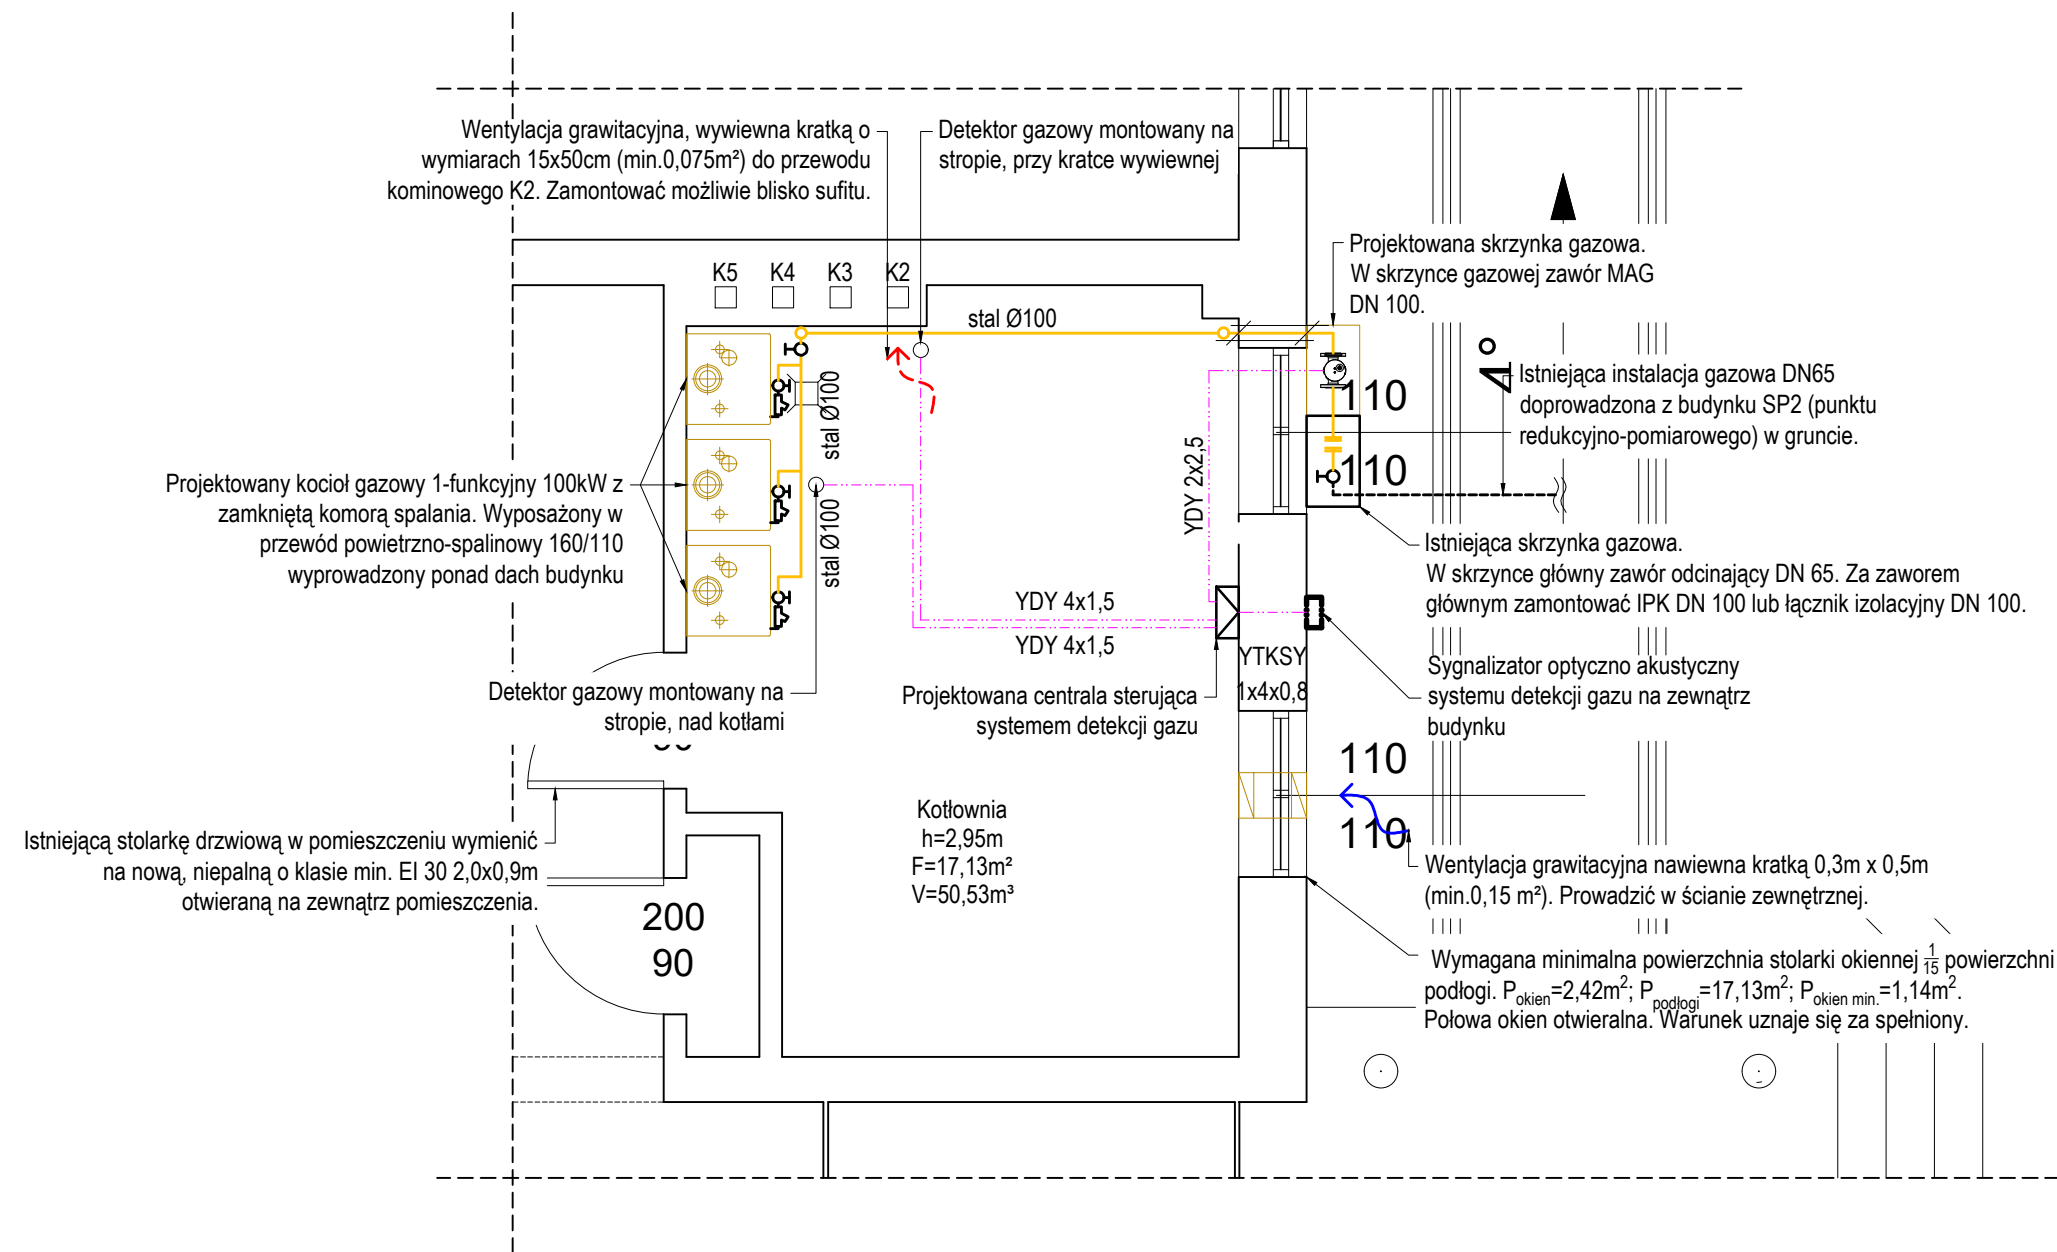 Wentylacja grawitacyjna, wywiewna kratką o
wymiarach 15x50cm (min.0,075m²) do przewodu
kominowego K2. Zamontować możliwie blisko sufitu.
Detektor gazowy montowany na
stropie, przy kratce wywiewnej
Projektowana skrzynka gazowa.
W skrzynce gazowej zawór MAG
DN 100.
K5
K4
K3
K2
stal Ø100
stal Ø100
stal Ø100
110
110
Istniejąca instalacja gazowa DN65
doprowadzona z budynku SP2 (punktu
redukcyjno-pomiarowego) w gruncie.
YDY 2x2,5
Projektowany kocioł gazowy 1-funkcyjny 100kW z
zamkniętą komorą spalania. Wyposażony w
przewód powietrzno-spalinowy 160/110
wyprowadzony ponad dach budynku
Istniejąca skrzynka gazowa.
W skrzynce główny zawór odcinający DN 65. Za zaworem
głównym zamontować IPK DN 100 lub łącznik izolacyjny DN 100.
YDY 4x1,5
YDY 4x1,5
YTKSY
1x4x0,8
Sygnalizator optyczno akustyczny
systemu detekcji gazu na zewnątrz
budynku
Detektor gazowy montowany na
stropie, nad kotłami
Projektowana centrala sterująca
systemem detekcji gazu
110
110
Kotłownia
h=2,95m
F=17,13m²
V=50,53m³
Istniejącą stolarkę drzwiową w pomieszczeniu wymienić
na nową, niepalną o klasie min. EI 30 2,0x0,9m
otwieraną na zewnątrz pomieszczenia.
200
90
Wentylacja grawitacyjna nawiewna kratką 0,3m x 0,5m
(min.0,15 m²). Prowadzić w ścianie zewnętrznej.
Wymagana minimalna powierzchnia stolarki okiennej 1/15 powierzchni
podłogi. Pokien=2,42m²; Ppodłogi=17,13m²; Pokien min.=1,14m².
Połowa okien otwieralna. Warunek uznaje się za spełniony.